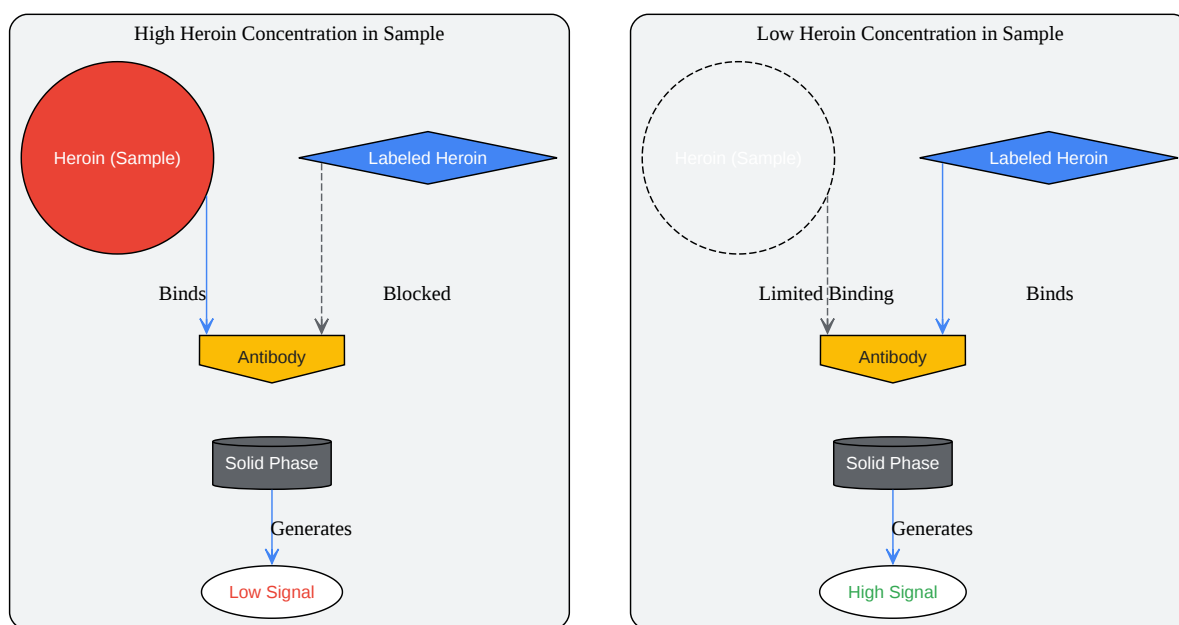 High Heroin Concentration in Sample
Heroin (Sample)
Labeled Heroin
Binds
Blocked
Antibody
Solid Phase
Generates
Low Signal
Low Heroin Concentration in Sample
Heroin (Sample)
Labeled Heroin
Limited Binding
Binds
Antibody
Solid Phase
Generates
High Signal